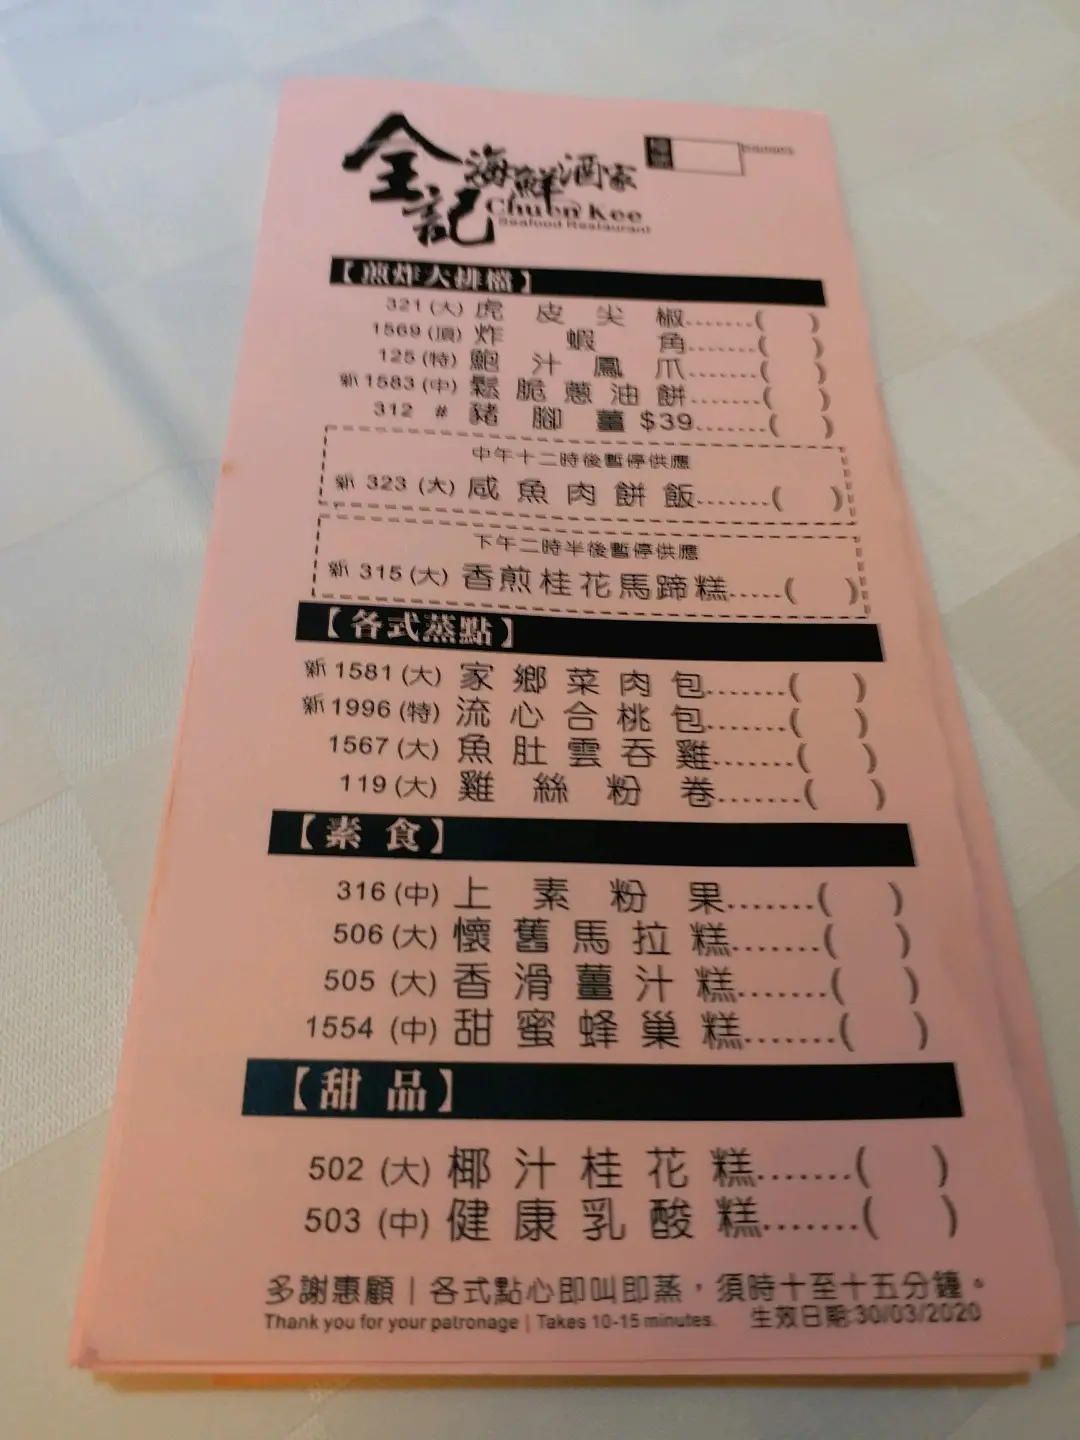 全記海鮮酒家
Chuen Kee
Seafood Restaurant
【煎炸大排檔】
321 (大) 虎皮尖椒.......( )
1569 (頂) 炸蝦角.......( )
125 (特) 鮑汁鳳爪.......( )
新 1583 (中) 鬆脆蔥油餅.......( )
312 # 豬腳薑 $39.......( )
中午十二時後暫停供應
新 323 (大) 咸魚肉餅飯.......( )
下午二時半後暫停供應
新 315 (大) 香煎桂花馬蹄糕.....( )
【各式蒸點】
新 1581 (大) 家鄉菜肉包.......( )
新 1996 (特) 流心合桃包.......( )
1567 (大) 魚肚雲吞雞.......( )
119 (大) 雞絲粉卷.......( )
【素食】
316 (中) 上素粉果.......( )
506 (大) 懷舊馬拉糕.......( )
505 (大) 香滑薑汁糕.......( )
1554 (中) 甜蜜蜂巢糕.......( )
【甜品】
502 (大) 椰汁桂花糕.......( )
503 (中) 健康乳酸糕.......( )
多謝惠顧 | 各式點心即叫即蒸，須時十至十五分鐘。
Thank you for your patronage | Takes 10-15 minutes. 生效日期:30/03/2020